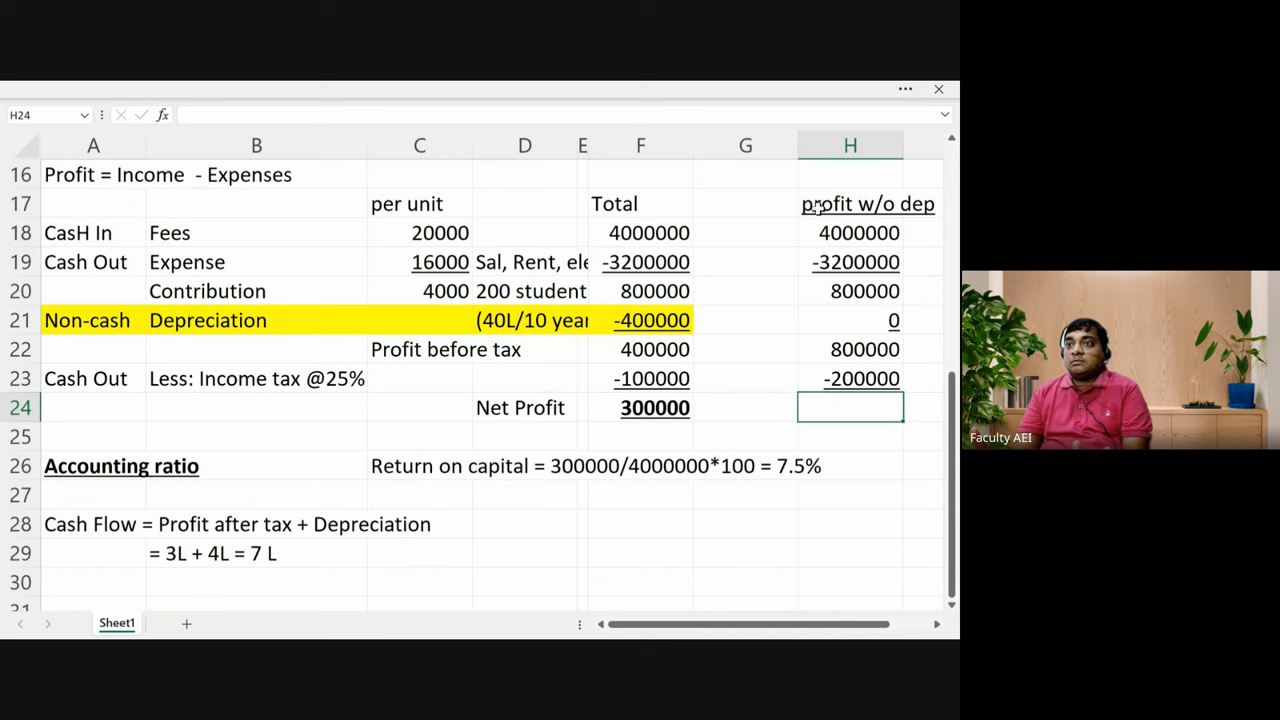 H24 fx
A B C D E F G H
16 Profit = Income - Expenses
17 per unit Total profit w/o dep
18 CasH In Fees 20000 4000000 4000000
19 Cash Out Expense 16000 Sal, Rent, ele -3200000 -3200000
20 Contribution 4000 200 student 800000 800000
21 Non-cash Depreciation (40L/10 year -400000 0
22 Profit before tax 400000 800000
23 Cash Out Less: Income tax @25% -100000 -200000
24 Net Profit 300000
25
26 Accounting ratio Return on capital = 300000/4000000*100 = 7.5%
27
28 Cash Flow = Profit after tax + Depreciation
29 = 3L + 4L = 7 L
30
31
Sheet1
Faculty AEI